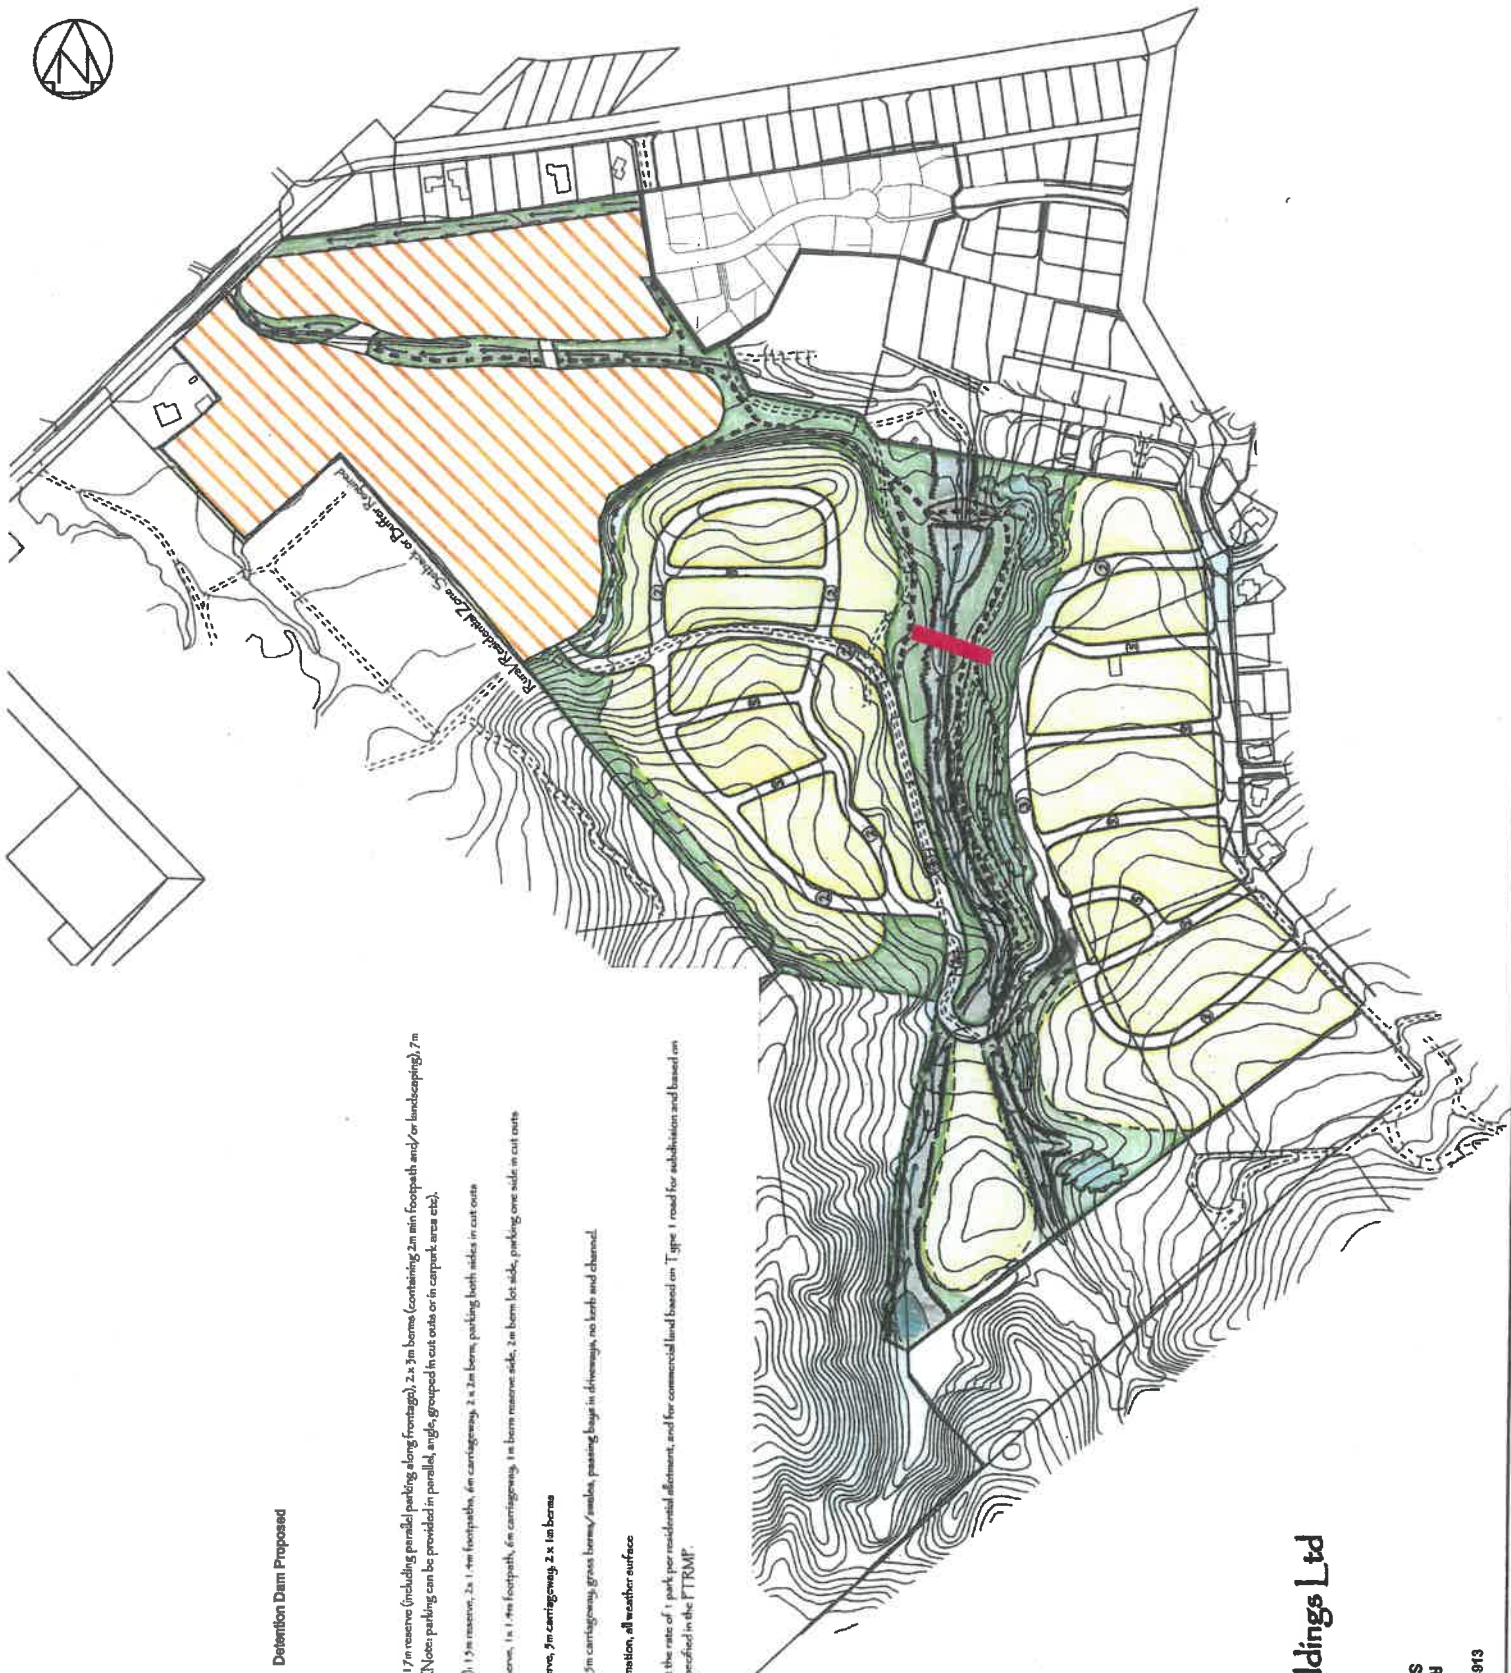 N
Rural/Residential Zone Setback or Buffer Required
Detention Dam Proposed
17m reserve (including parallel parking along frontage), 2 x 3m berms (containing 2m min footpath and/or landscaping), 7m
(Note: parking can be provided in parallel, angle, grouped in cut outs or in carpark area etc).
): 15m reserve, 2x 1.4m footpaths, 6m carriageway, 2 x 2m berm, parking both sides in cut outs
serve, 1x 1.4m footpath, 6m carriageway, 1m berm reserve side, 2m berm lot side, parking one side in cut outs
rve, 5m carriageway, 2 x 1m berms
5m carriageway, grass berms/swales, passing bays in driveways, no kerb and channel
mation, all weather surface
the rate of 1 park per residential allotment, and for commercial land based on Type 1 road for subdivision and based on
ecified in the PTRMP.
ldings Ltd
913